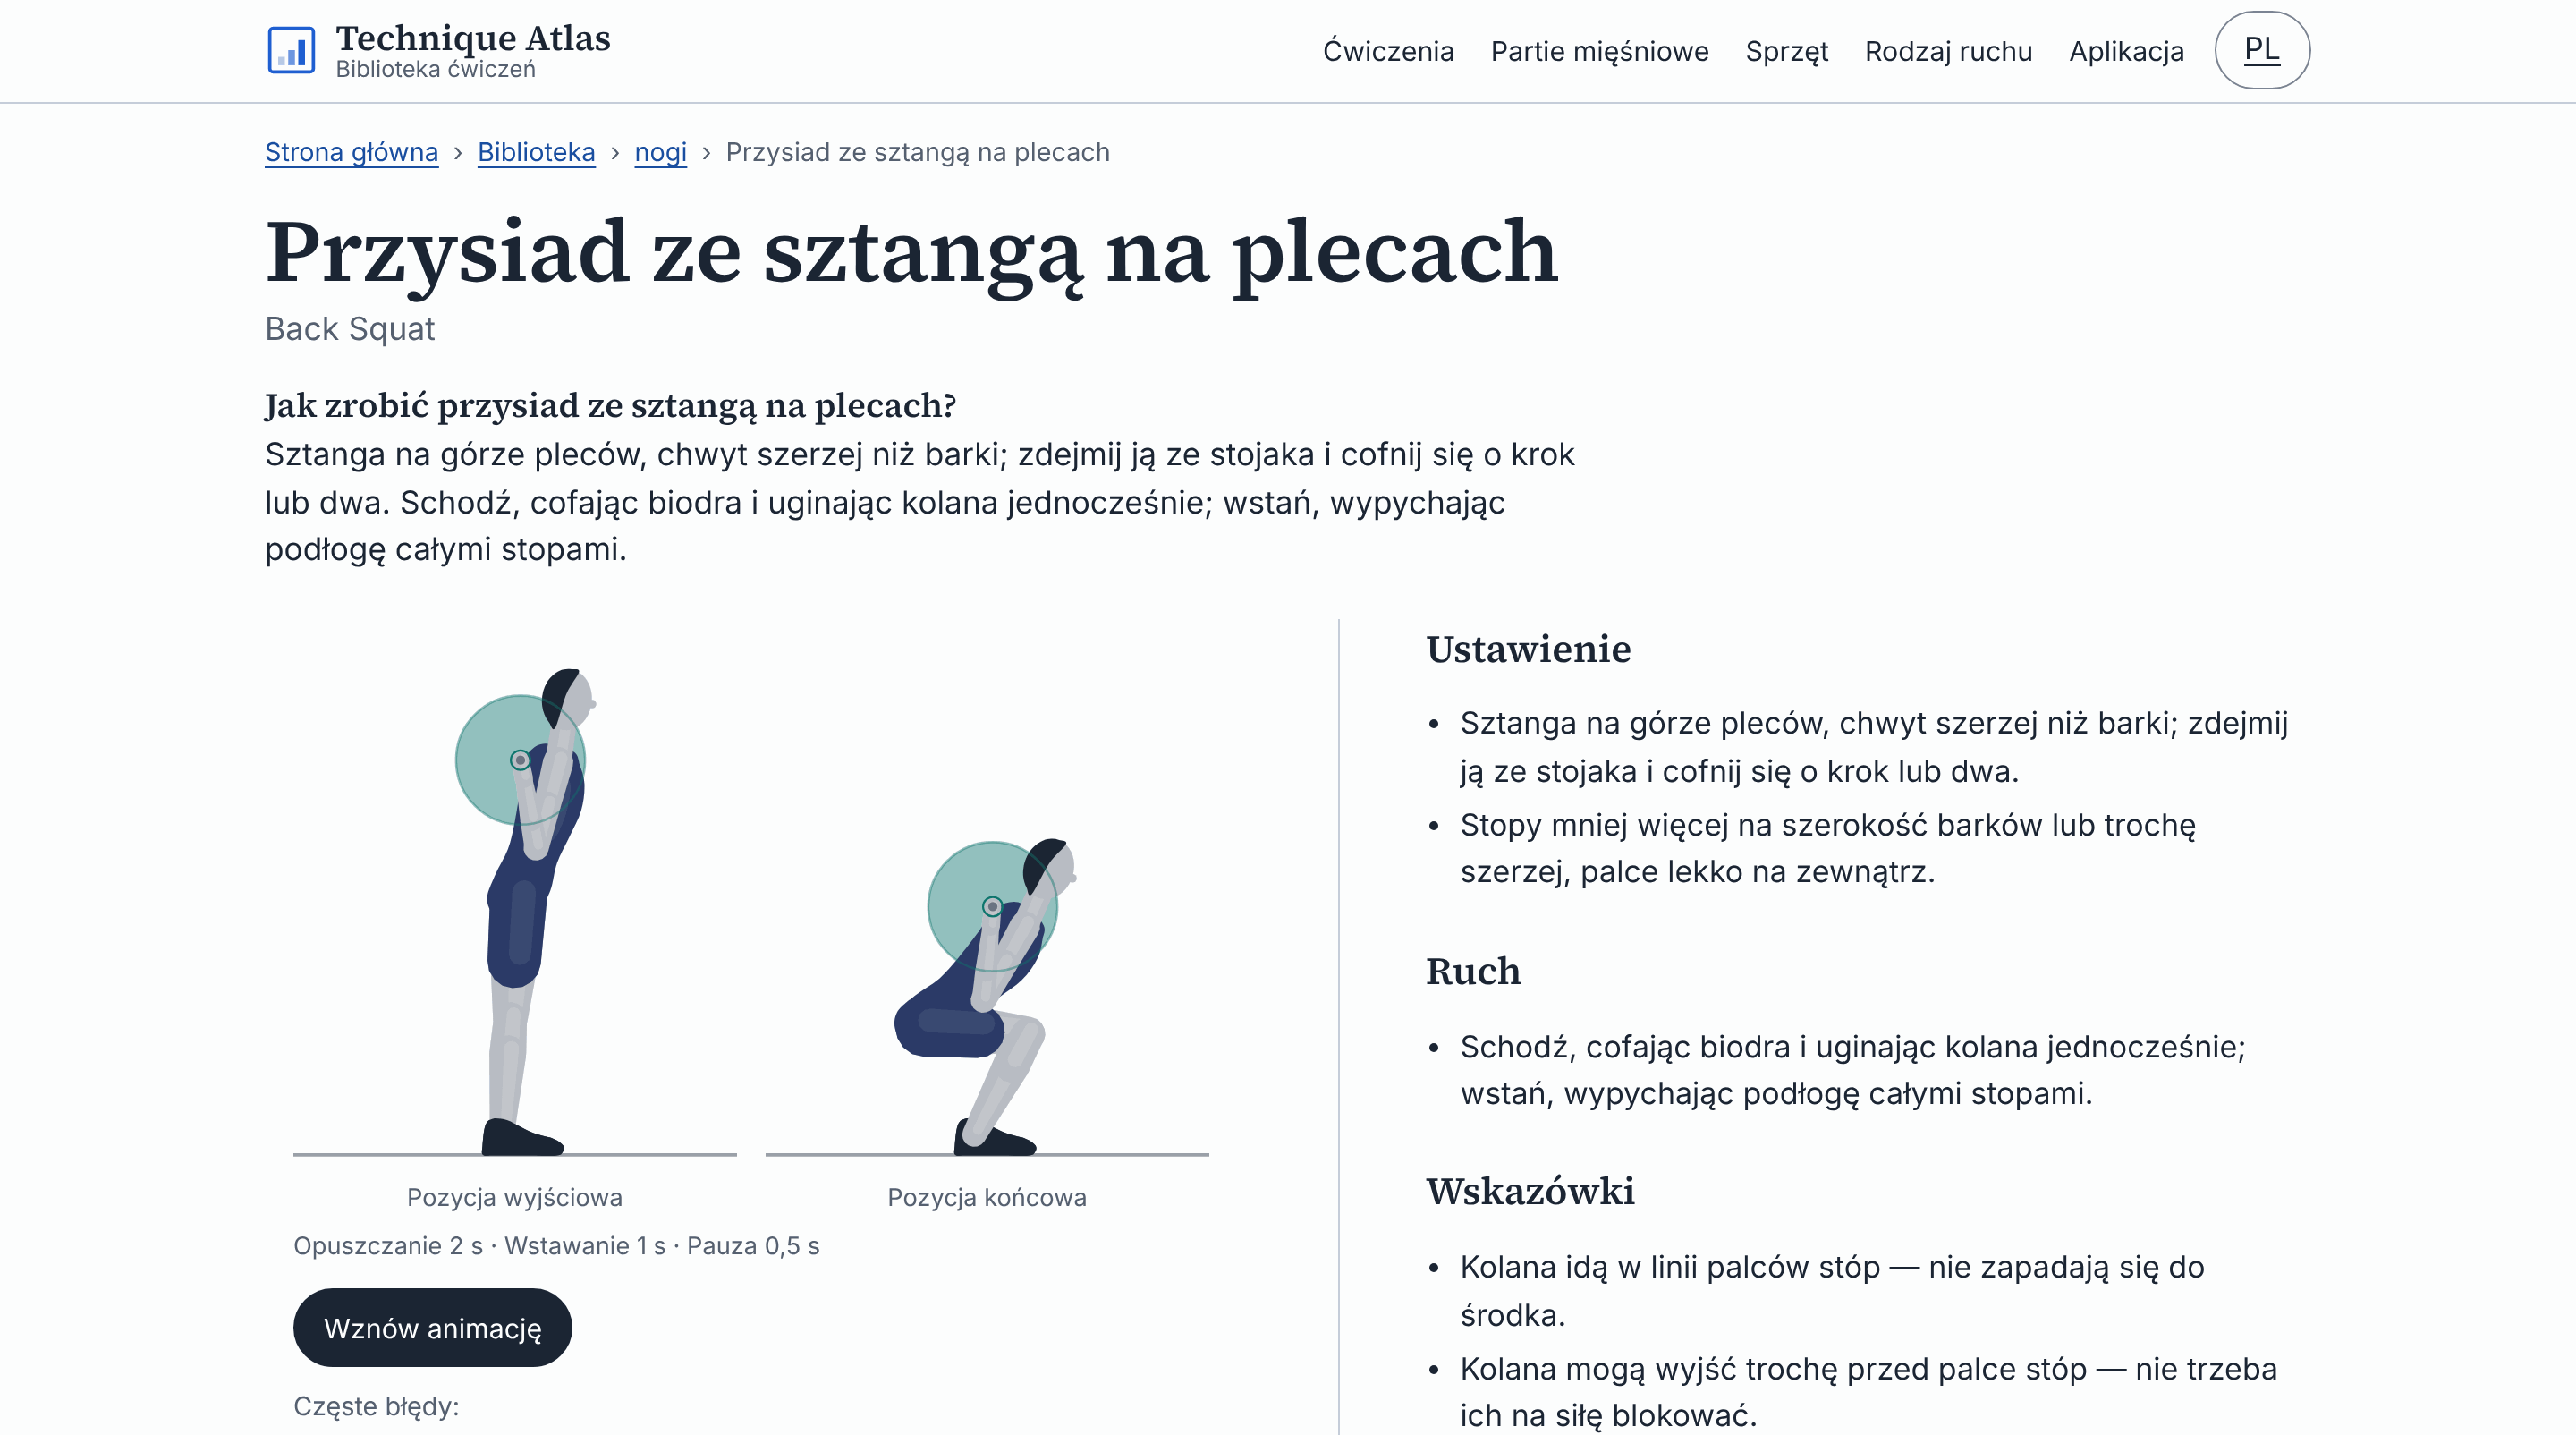 Technique Atlas
Biblioteka ćwiczeń
Ćwiczenia
Partie mięśniowe
Sprzęt
Rodzaj ruchu
Aplikacja
PL
Strona główna › Biblioteka › nogi › Przysiad ze sztangą na plecach
Przysiad ze sztangą na plecach
Back Squat
Jak zrobić przysiad ze sztangą na plecach?
Sztanga na górze pleców, chwyt szerzej niż barki; zdejmij ją ze stojaka i cofnij się o krok
lub dwa. Schodź, cofając biodra i uginając kolana jednocześnie; wstań, wypychając
podłogę całymi stopami.
Pozycja wyjściowa
Pozycja końcowa
Opuszczanie 2 s · Wstawanie 1 s · Pauza 0,5 s
Wznów animację
Częste błędy:
Ustawienie
• Sztanga na górze pleców, chwyt szerzej niż barki; zdejmij
ją ze stojaka i cofnij się o krok lub dwa.
• Stopy mniej więcej na szerokość barków lub trochę
szerzej, palce lekko na zewnątrz.
Ruch
• Schodź, cofając biodra i uginając kolana jednocześnie;
wstań, wypychając podłogę całymi stopami.
Wskazówki
• Kolana idą w linii palców stóp — nie zapadają się do
środka.
• Kolana mogą wyjść trochę przed palce stóp — nie trzeba
ich na siłę blokować.